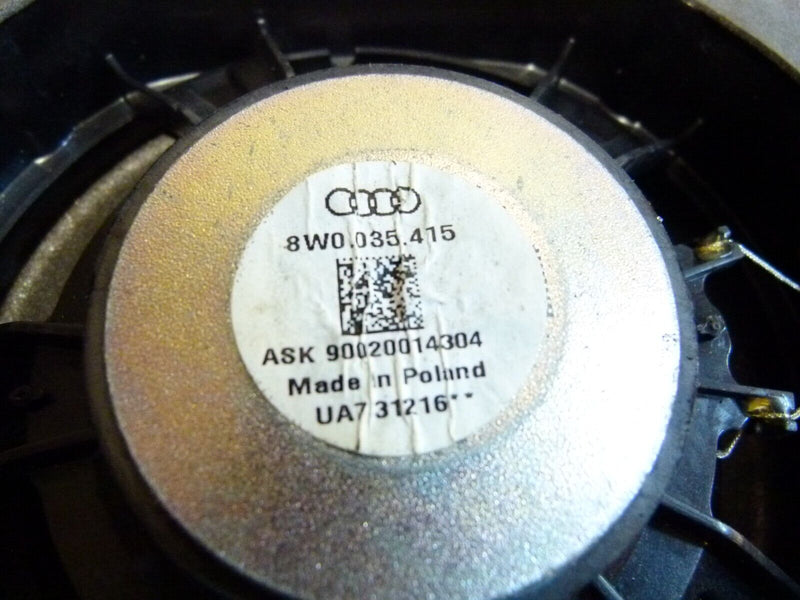 8W0.035.415
ASK 90020014304
Made in Poland
UA7 31216**